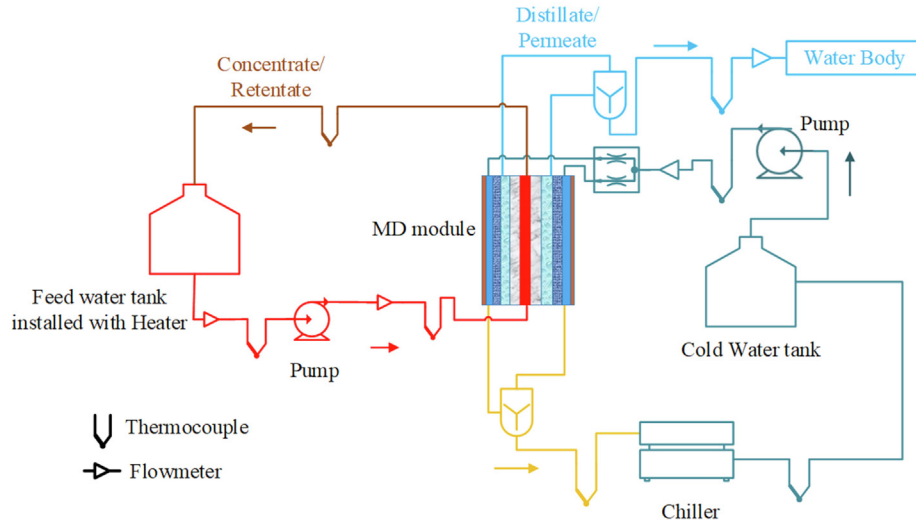 Distillate/
Permeate
Water Body
Concentrate/
Retentate
Pump
MD module
Feed water tank
installed with Heater
Pump
Cold Water tank
Thermocouple
Flowmeter
Chiller